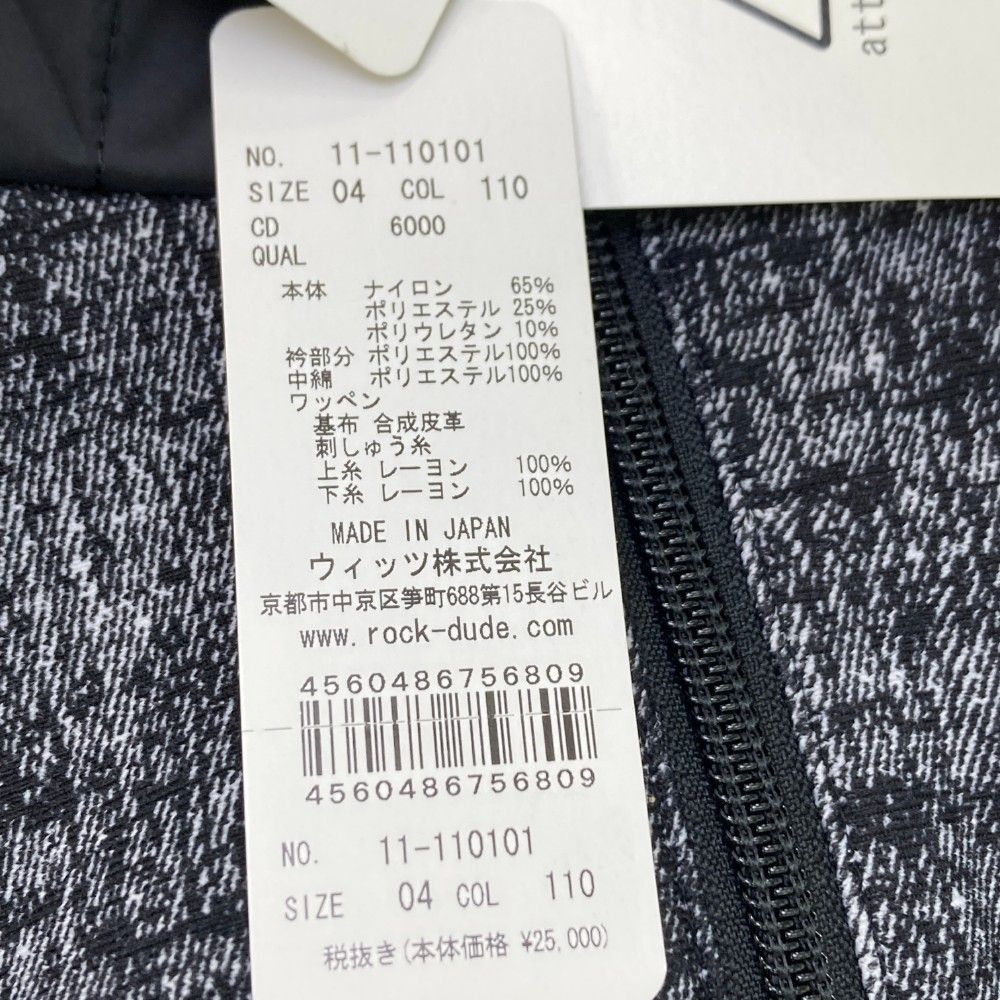 att
NO. 11-110101
SIZE 04 COL 110
CD 6000
QUAL
本体 ナイロン 65%
ポリエステル 25%
ポリウレタン 10%
衿部分 ポリエステル100%
中綿 ポリエステル100%
ワッペン
基布 合成皮革
刺しゅう糸
上糸 レーヨン 100%
下糸 レーヨン 100%
MADE IN JAPAN
ウィッツ株式会社
京都市中京区笋町688第15長谷ビル
www.rock-dude.com
4560486756809
4560486756809
NO. 11-110101
SIZE 04 COL 110
税抜き(本体価格 ¥25,000)